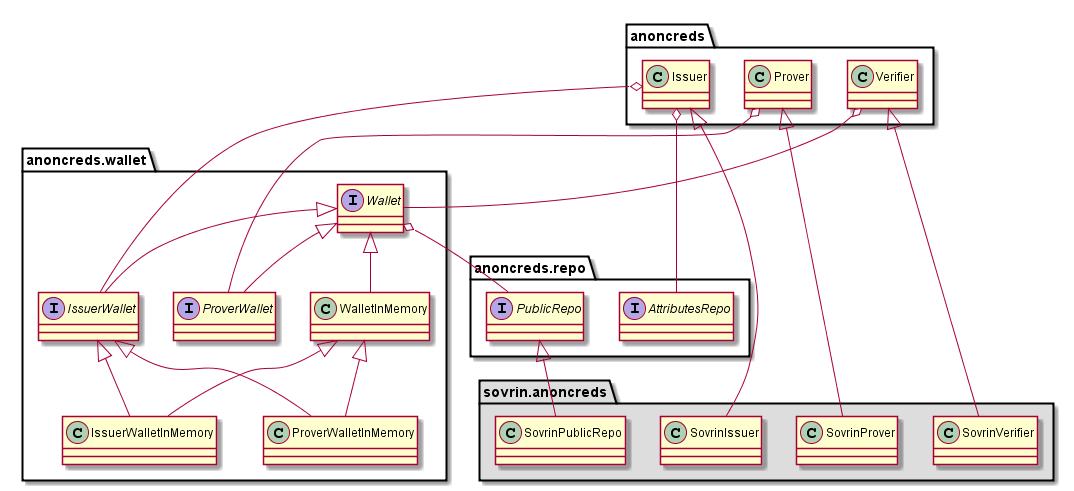 anoncreds
C Issuer
C Prover
C Verifier
anoncreds.wallet
I Wallet
I IssuerWallet
I ProverWallet
C WalletInMemory
C IssuerWalletInMemory
C ProverWalletInMemory
anoncreds.repo
I PublicRepo
I AttributesRepo
sovrin.anoncreds
C SovrinPublicRepo
C SovrinIssuer
C SovrinProver
C SovrinVerifier